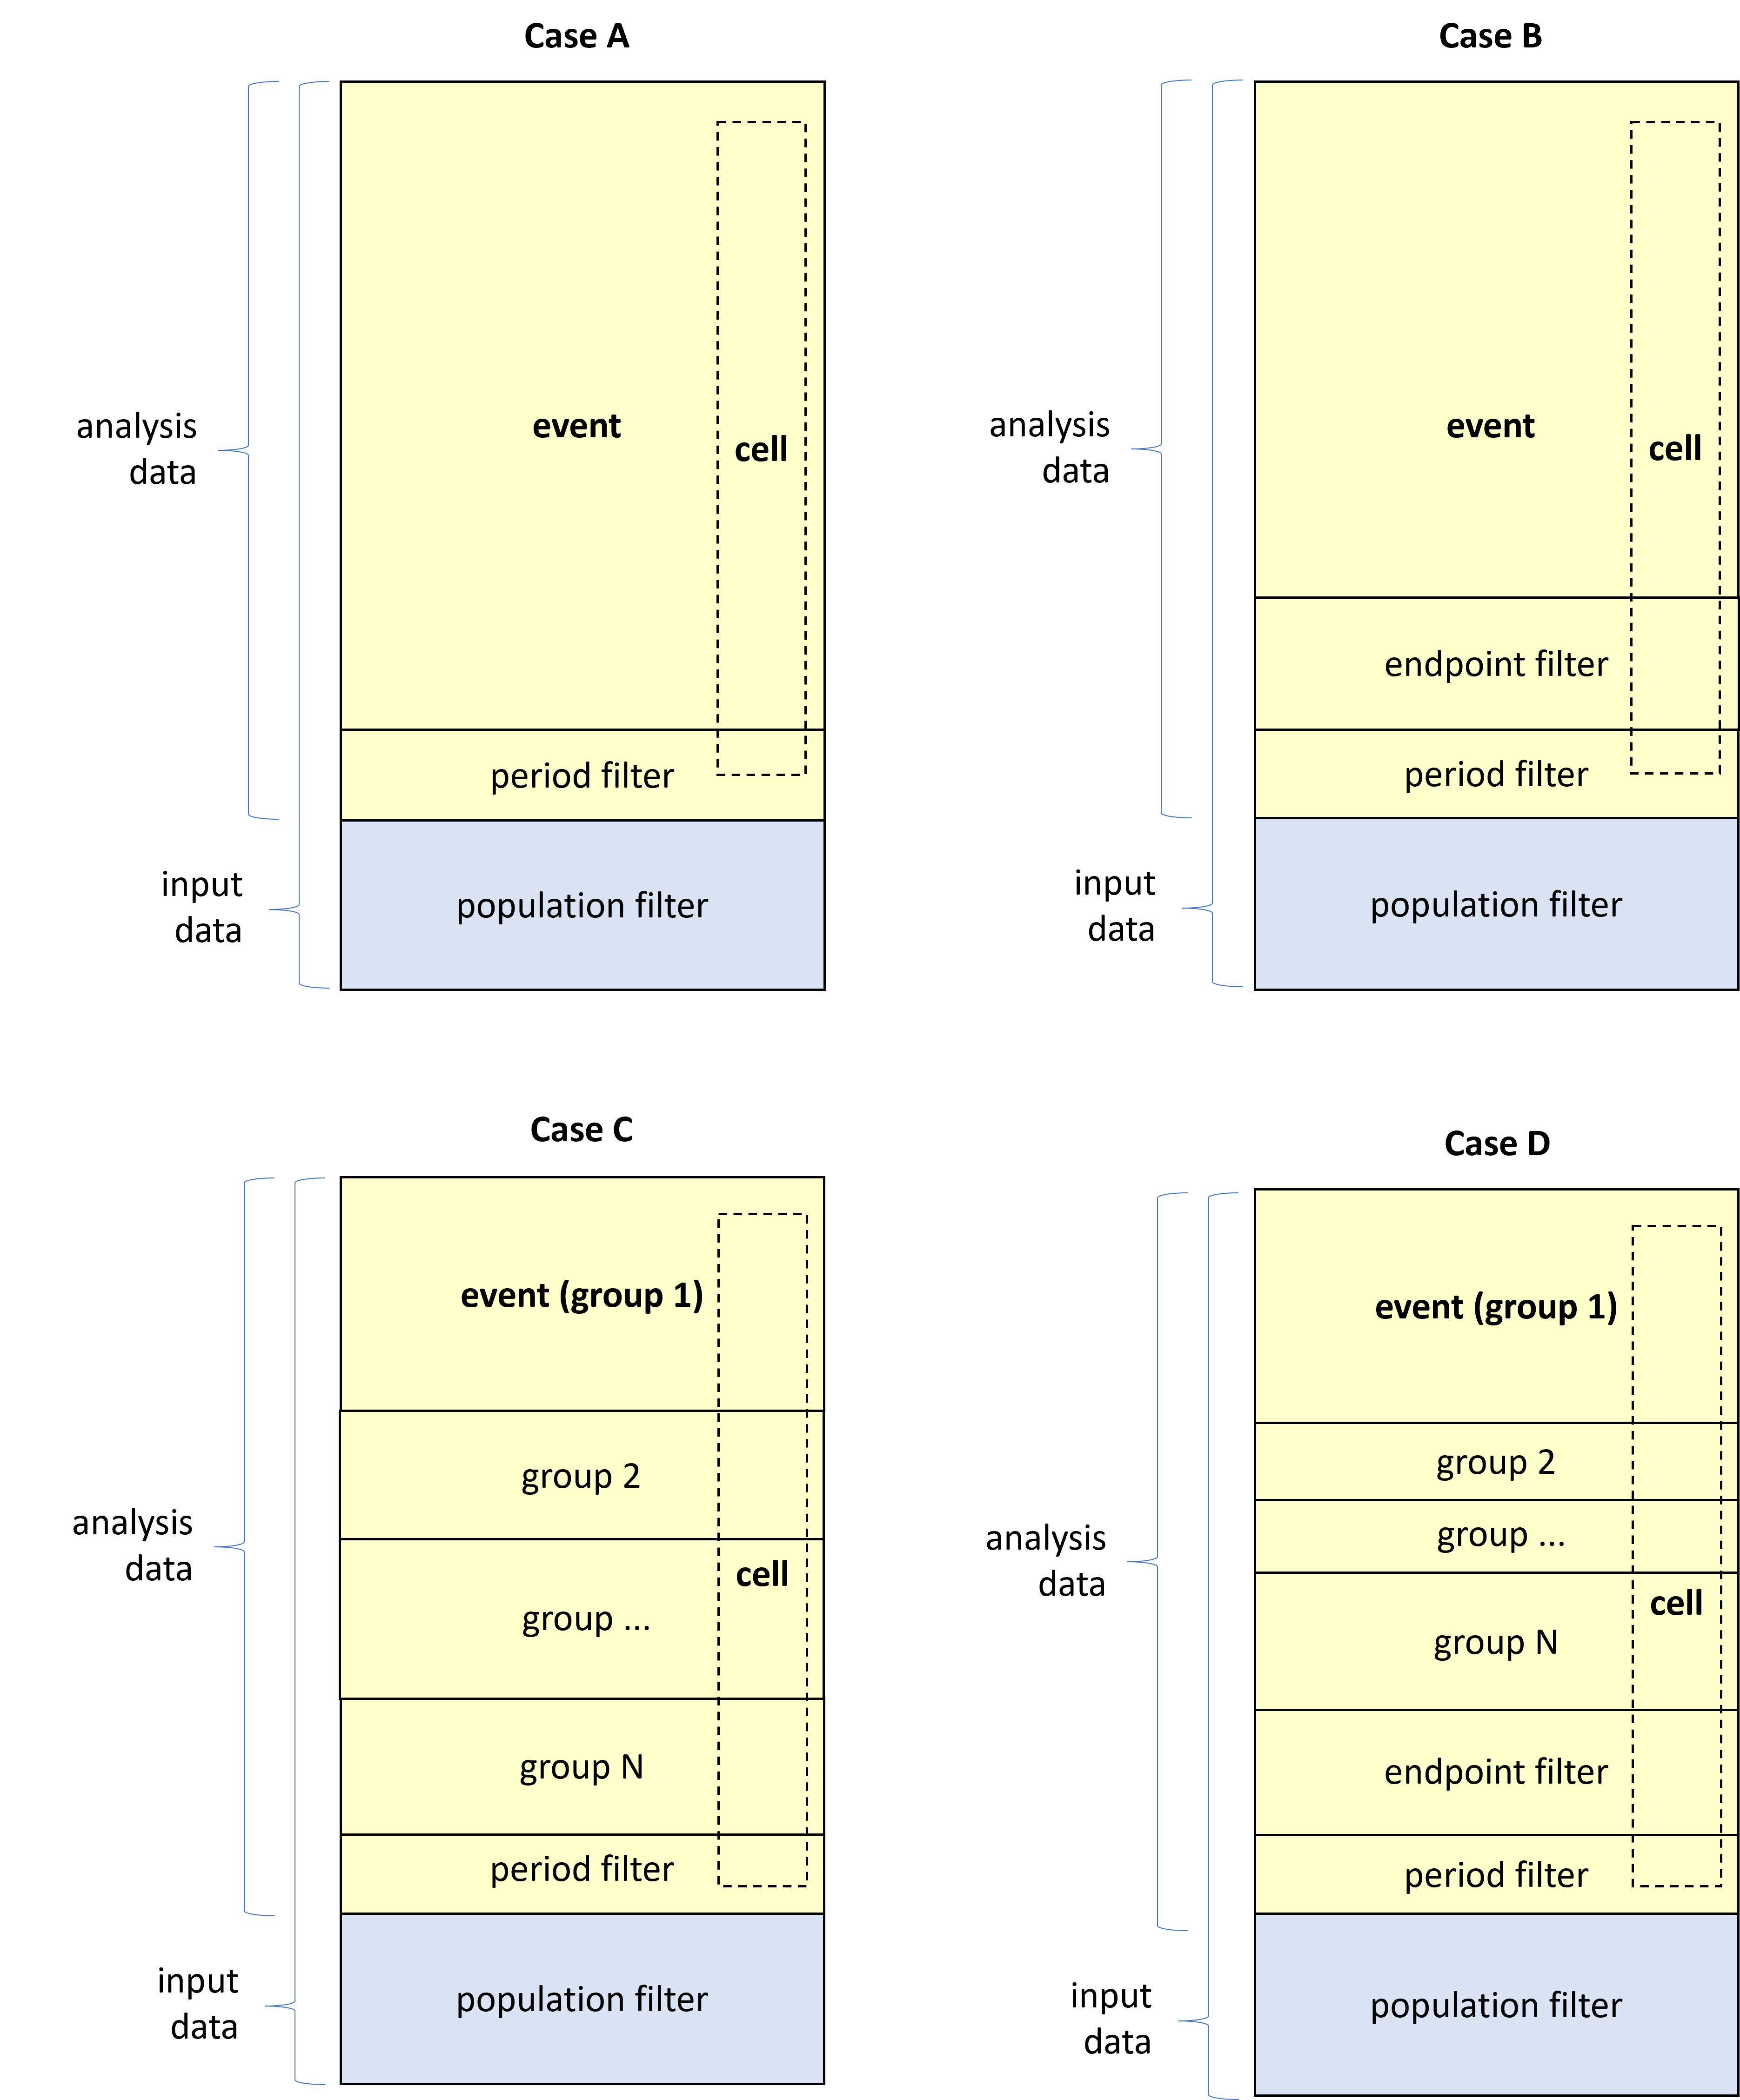 Case A
event
cell
analysis
data
period filter
input
data
population filter
Case B
event
cell
analysis
data
endpoint filter
period filter
input
data
population filter
Case C
event (group 1)
group 2
analysis
data
cell
group ...
group N
period filter
input
data
population filter
Case D
event (group 1)
group 2
group ...
analysis
data
cell
group N
endpoint filter
period filter
input
data
population filter